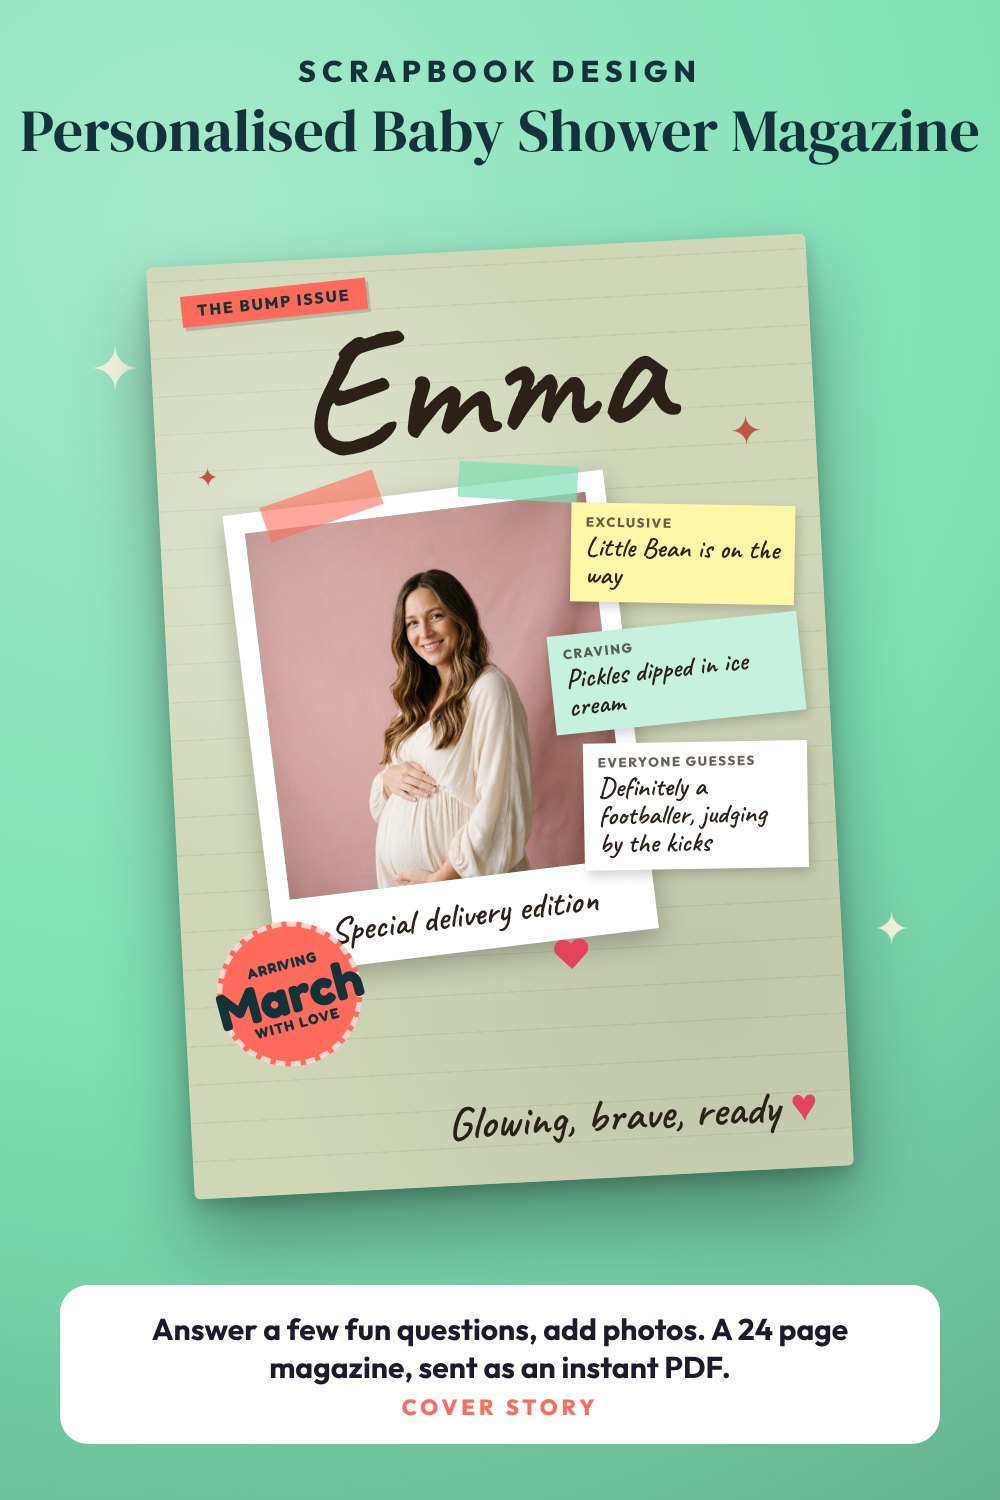 SCRAPBOOK DESIGN
Personalised Baby Shower Magazine
THE BUMP ISSUE
Emma
EXCLUSIVE
Little Bean is on the
way
CRAVING
Pickles dipped in ice
cream
EVERYONE GUESSES
Definitely a
footballer, judging
by the kicks
Special delivery edition
ARRIVING
March
WITH LOVE
Glowing, brave, ready ♥
Answer a few fun questions, add photos. A 24 page
magazine, sent as an instant PDF.
COVER STORY